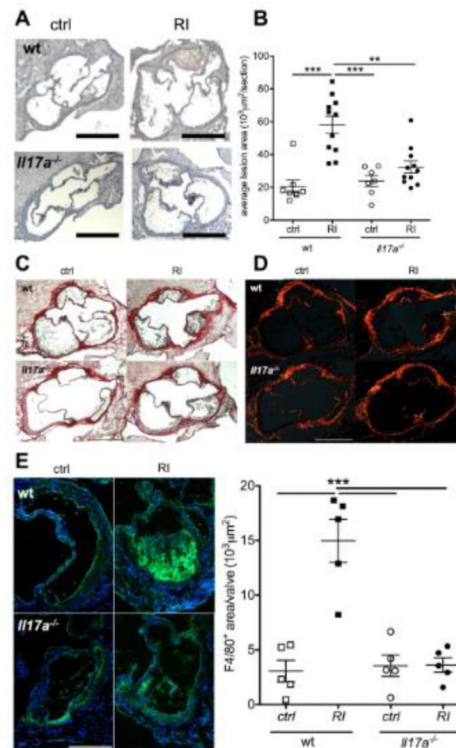 A
ctrl
RI
wt
Il17a-/-
B
average lesion area (10³μm²/section)
100
80
60
40
20
0
***
***
**
ctrl
RI
ctrl
RI
wt
Il17a-/-
C
ctrl
RI
wt
Il17a-/-
D
ctrl
RI
wt
Il17a-/-
E
ctrl
RI
wt
Il17a-/-
F4/80⁺ area/valve (10³μm²)
20
15
10
5
0
***
ctrl
RI
ctrl
RI
wt
Il17a-/-